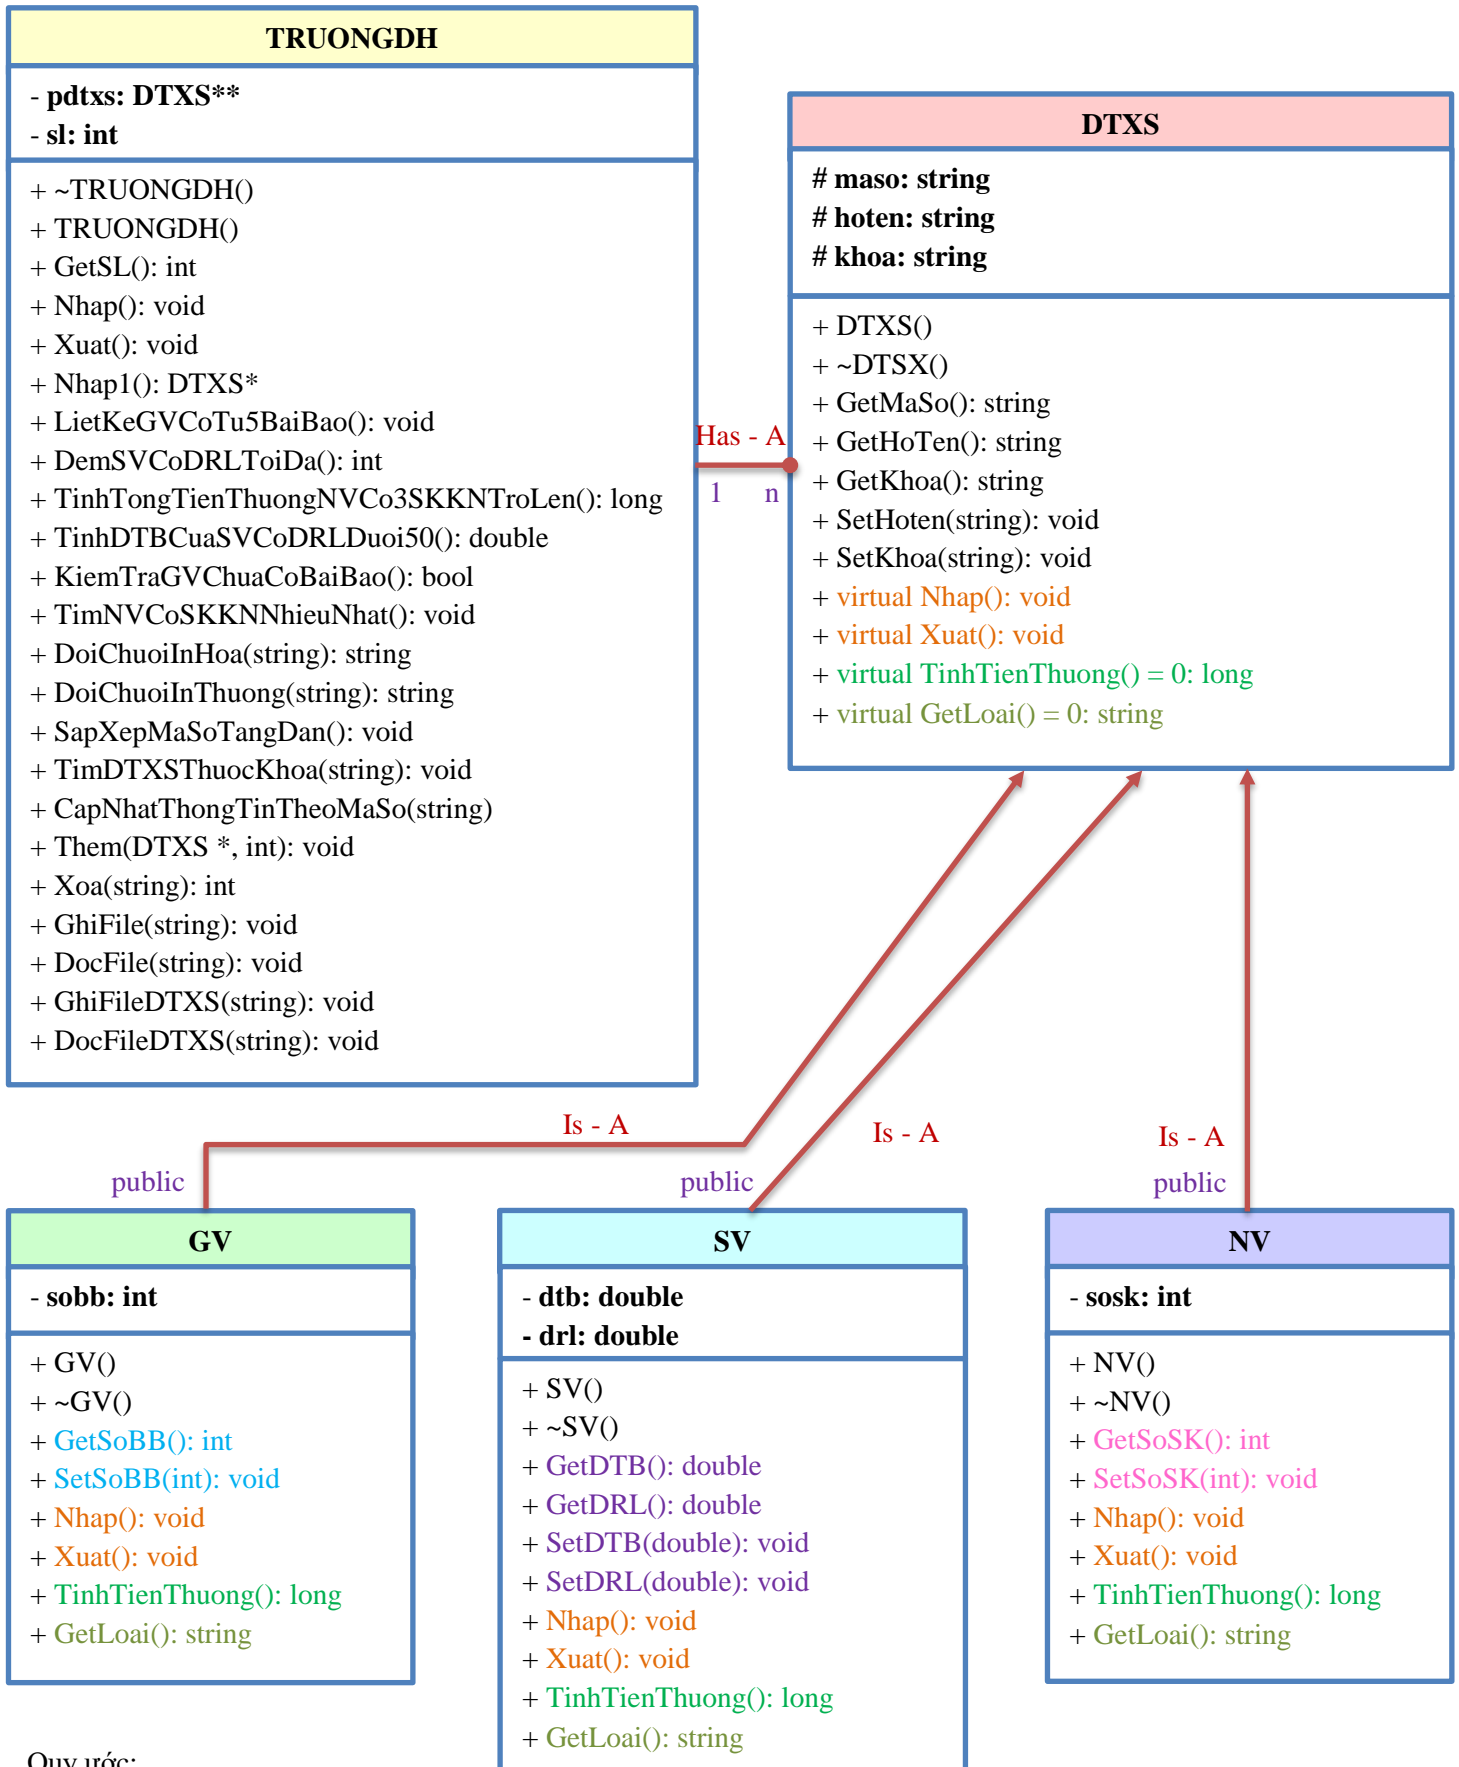 TRUONGDH
- pdtxs: DTXS**
- sl: int
+ ~TRUONGDH()
+ TRUONGDH()
+ GetSL(): int
+ Nhap(): void
+ Xuat(): void
+ Nhap1(): DTXS*
+ LietKeGVCoTu5BaiBao(): void
+ DemSVCoDRLToiDa(): int
+ TinhTongTienThuongNVCo3SKKNTroLen(): long
+ TinhDTBCuaSVCoDRLDuoi50(): double
+ KiemTraGVChuaCoBaiBao(): bool
+ TimNVCoSKKNNhieuNhat(): void
+ DoiChuoiInHoa(string): string
+ DoiChuoiInThuong(string): string
+ SapXepMaSoTangDan(): void
+ TimDTXSThuocKhoa(string): void
+ CapNhatThongTinTheoMaSo(string)
+ Them(DTXS *, int): void
+ Xoa(string): int
+ GhiFile(string): void
+ DocFile(string): void
+ GhiFileDTXS(string): void
+ DocFileDTXS(string): void
Has - A
1 n
DTXS
# maso: string
# hoten: string
# khoa: string
+ DTXS()
+ ~DTSX()
+ GetMaSo(): string
+ GetHoTen(): string
+ GetKhoa(): string
+ SetHoten(string): void
+ SetKhoa(string): void
+ virtual Nhap(): void
+ virtual Xuat(): void
+ virtual TinhTienThuong() = 0: long
+ virtual GetLoai() = 0: string
Is - A
Is - A
Is - A
public
public
public
GV
- sobb: int
+ GV()
+ ~GV()
+ GetSoBB(): int
+ SetSoBB(int): void
+ Nhap(): void
+ Xuat(): void
+ TinhTienThuong(): long
+ GetLoai(): string
SV
- dtb: double
- drl: double
+ SV()
+ ~SV()
+ GetDTB(): double
+ GetDRL(): double
+ SetDTB(double): void
+ SetDRL(double): void
+ Nhap(): void
+ Xuat(): void
+ TinhTienThuong(): long
+ GetLoai(): string
NV
- sosk: int
+ NV()
+ ~NV()
+ GetSoSK(): int
+ SetSoSK(int): void
+ Nhap(): void
+ Xuat(): void
+ TinhTienThuong(): long
+ GetLoai(): string
Quy ước: